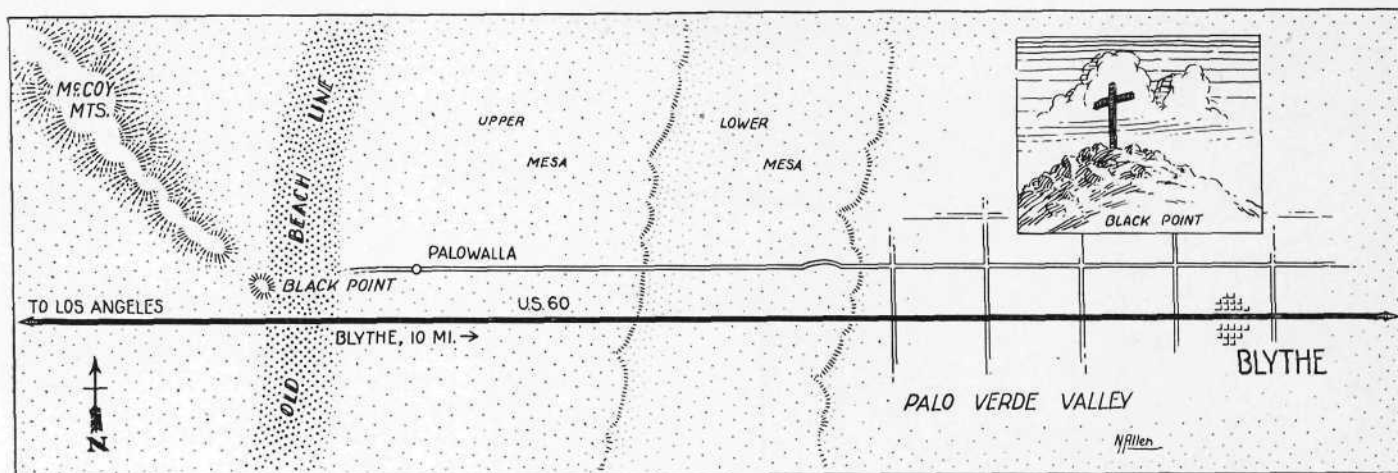 McCOY
MTS.
OLD BEACH LINE
UPPER
MESA
LOWER
MESA
BLACK POINT
PALOWALLA
BLACK POINT
TO LOS ANGELES
U.S. 60
BLYTHE, 10 MI. →
BLYTHE
PALO VERDE VALLEY
N
N Allen